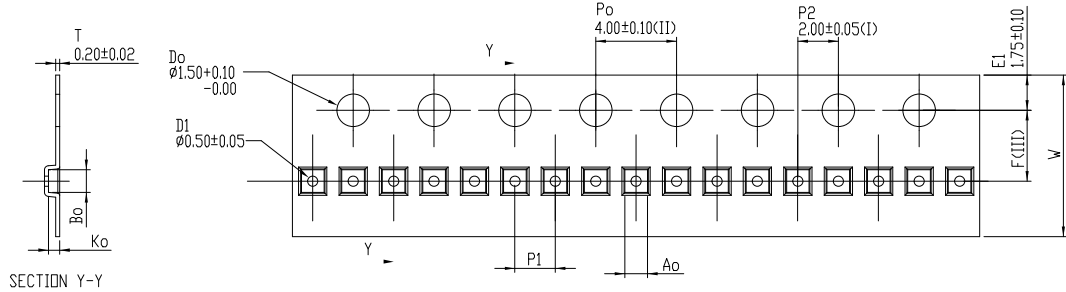 T
0.20±0.02
Po
4.00±0.10(II)
P2
2.00±0.05(I)
E1
1.75±0.10
Y
Do
Ø1.50+0.10
-0.00
D1
Ø0.50±0.05
F(III)
W
Bo
Ko
Y
P1
Ao
SECTION Y-Y